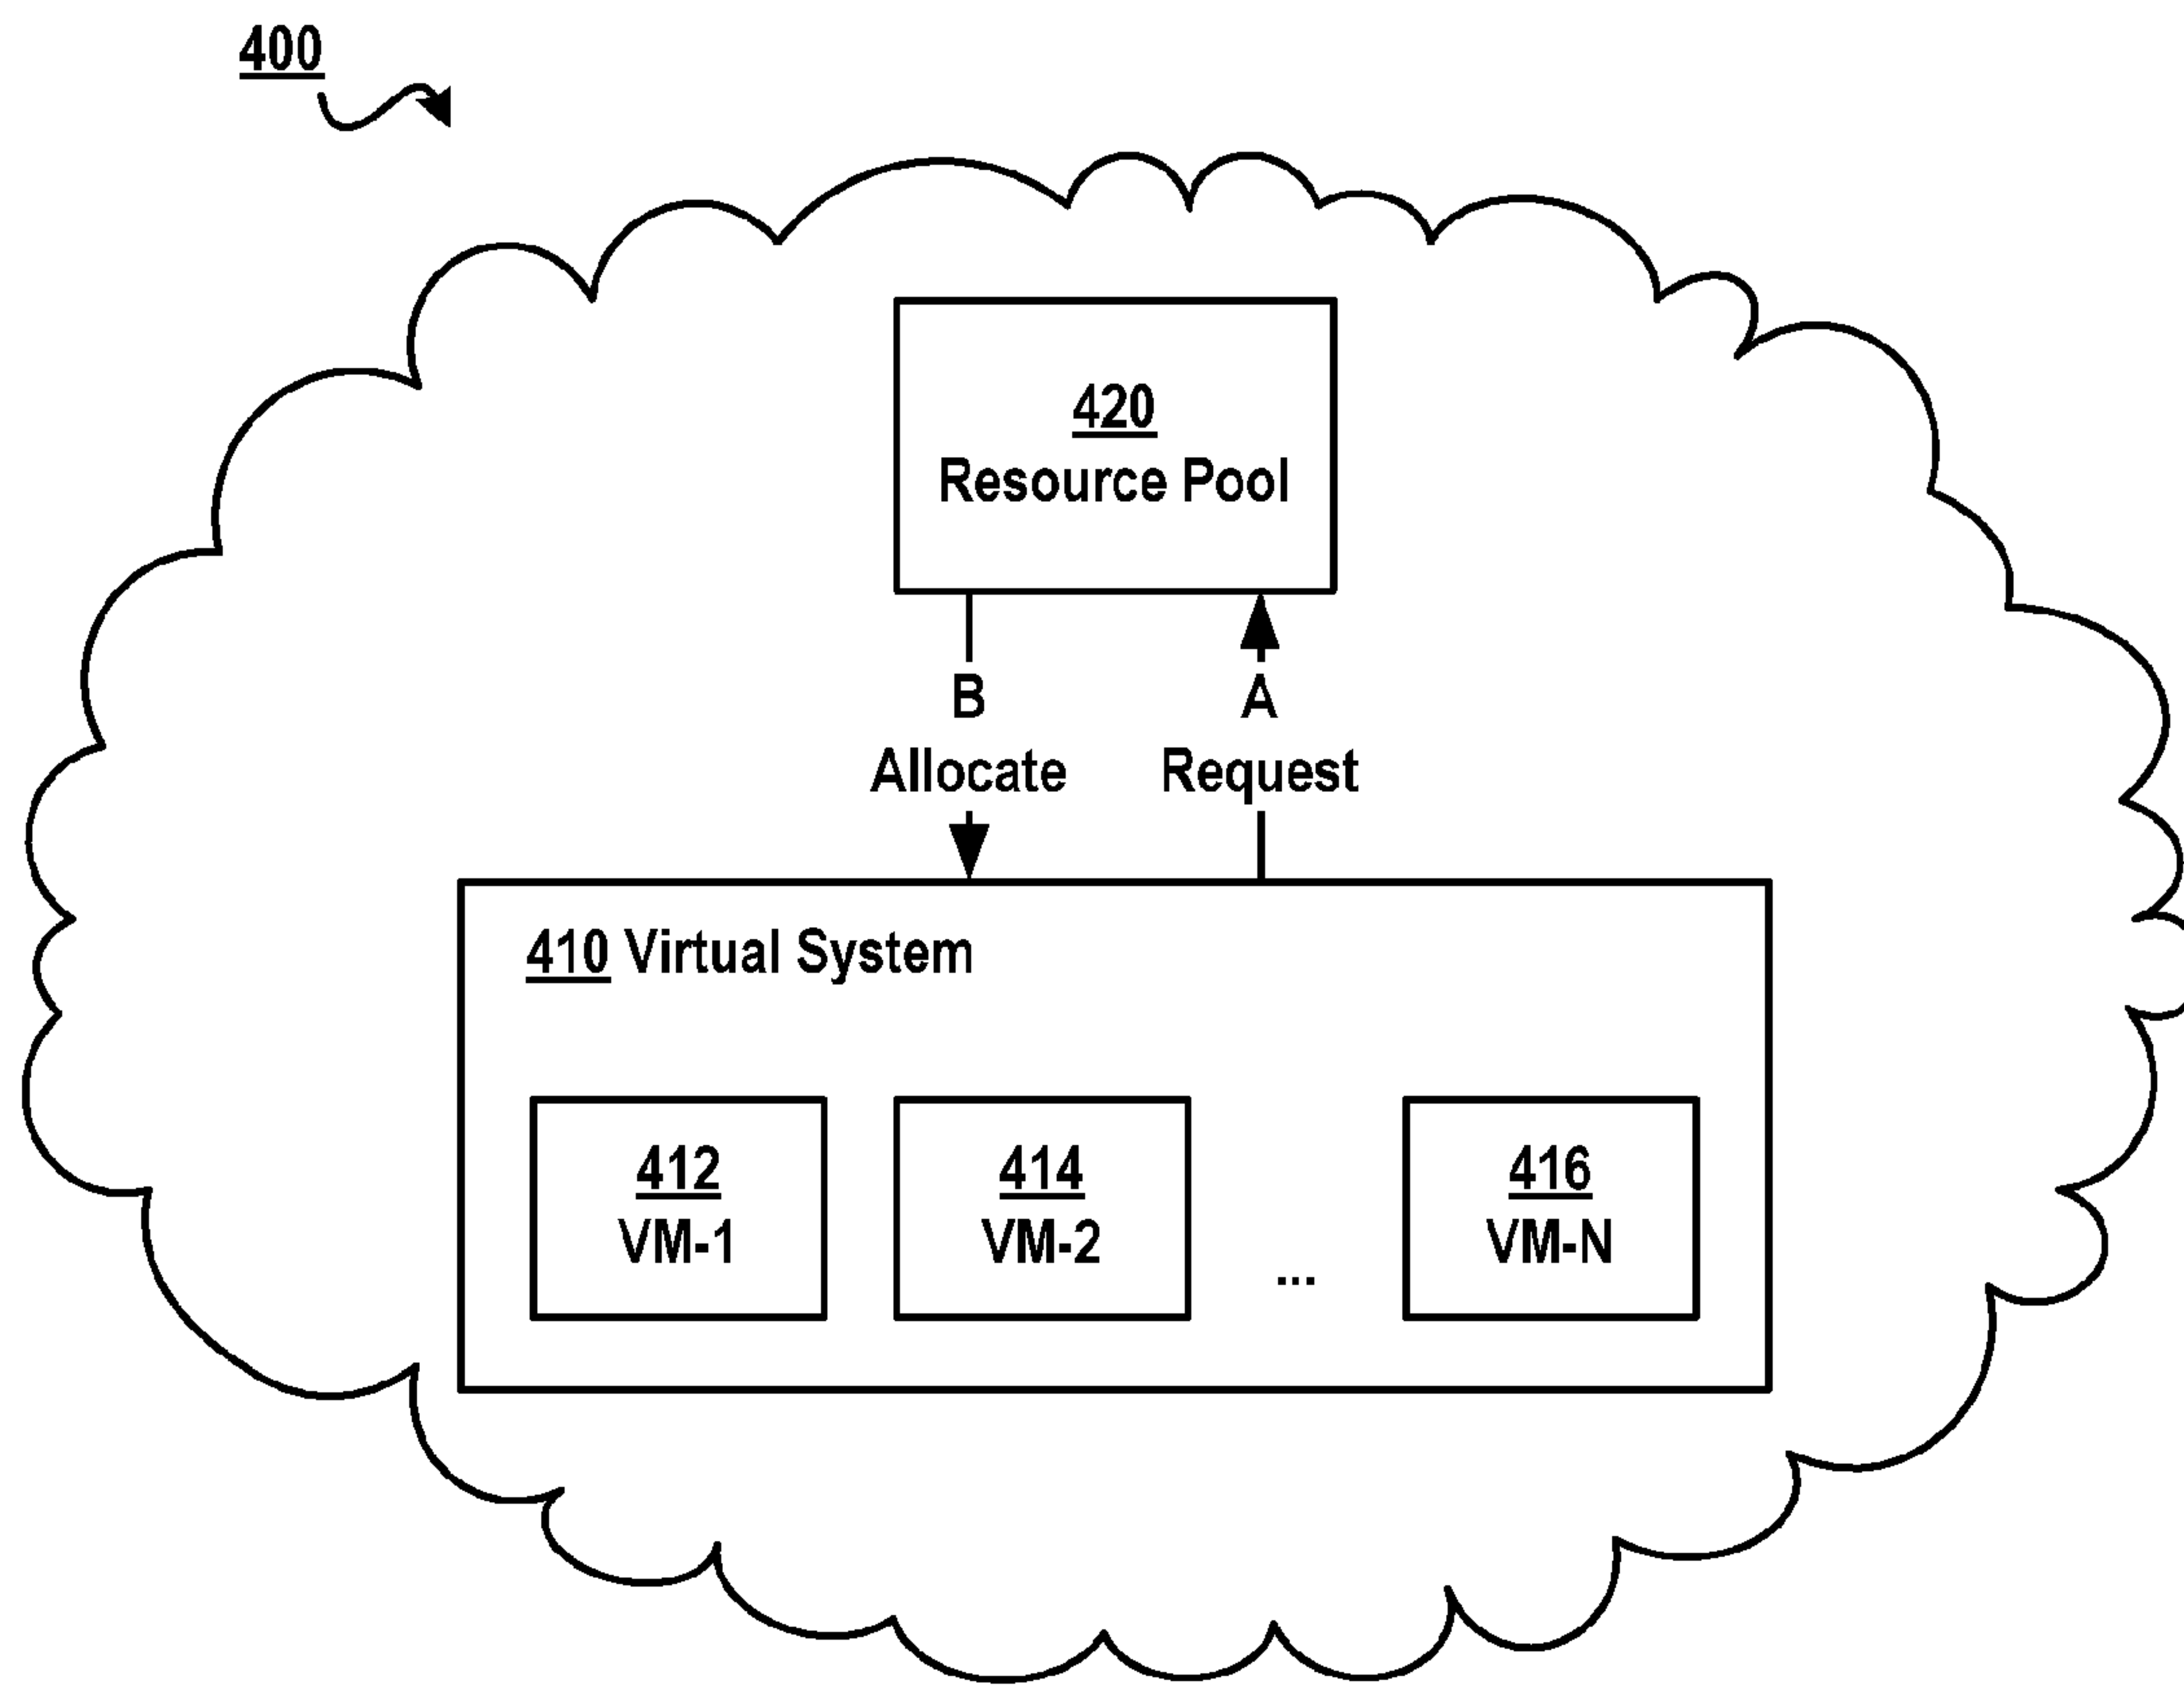 400
420
Resource Pool
B
A
Allocate
Request
410 Virtual System
412
VM-1
414
VM-2
...
416
VM-N